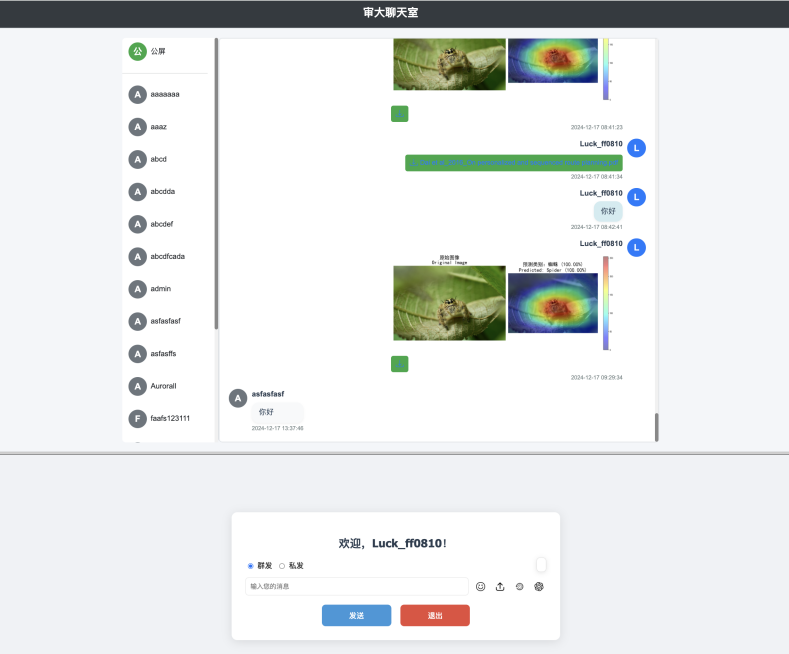 审大聊天室
公 公屏
A aaaaaaa
A aaaz
A abcd
A abcdda
A abcdef
A abcdfcada
A admin
A asfasfasf
A asfasffs
A Aurorall
F faafs123111
2024-12-17 08:41:23
Luck_ff0810 L
2024-12-17 08:41:34
Luck_ff0810 L
你好
2024-12-17 08:42:41
Luck_ff0810 L
原始图像
Original Image
预测类别: 蜘蛛 (100.00%)
Predicted: Spider (100.00%)
2024-12-17 09:29:34
A asfasfasf
你好
2024-12-17 13:37:46
欢迎，Luck_ff0810！
群发 私发
输入您的消息
发送 退出